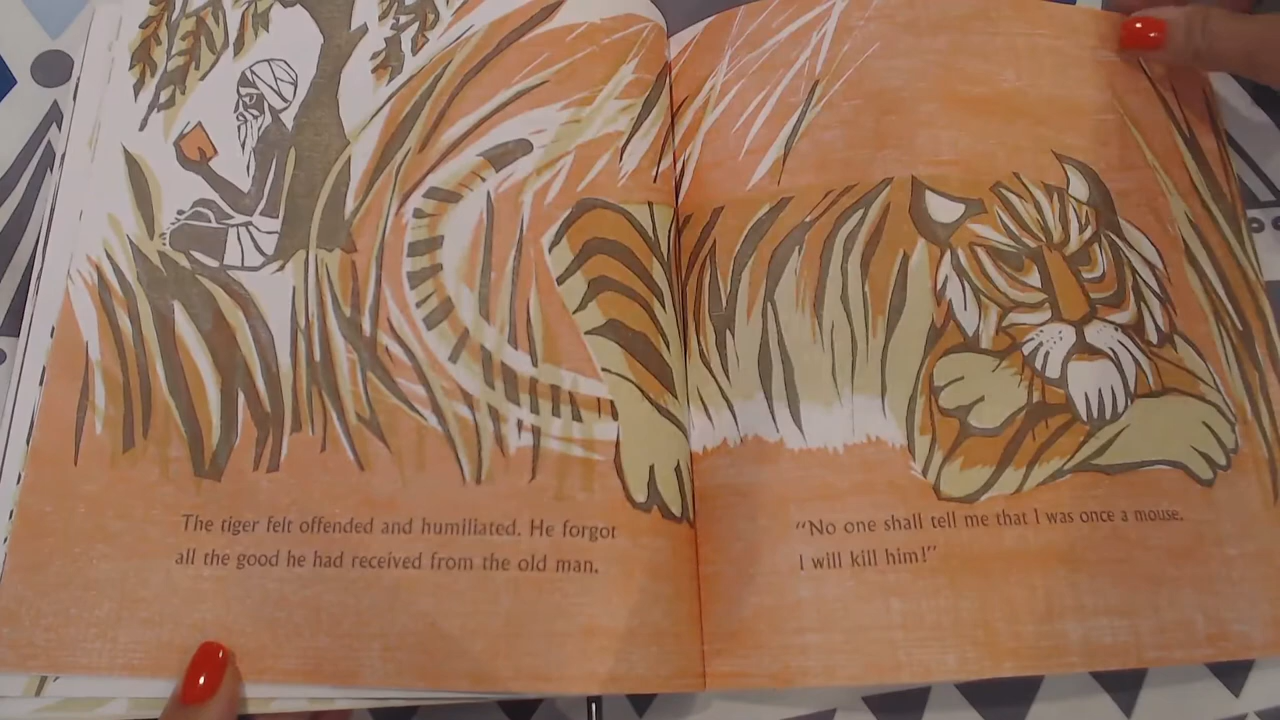 The tiger felt offended and humiliated. He forgot
all the good he had received from the old man.
“No one shall tell me that I was once a mouse.
I will kill him!”